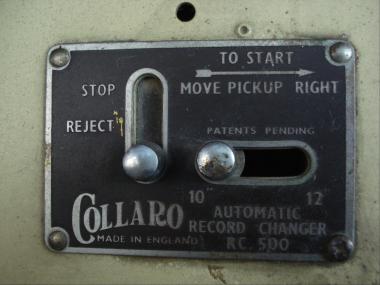 TO START
STOP
MOVE PICKUP RIGHT
REJECT
PATENTS PENDING
10"
12"
COLLARO
AUTOMATIC
RECORD CHANGER
MADE IN ENGLAND
RC. 500